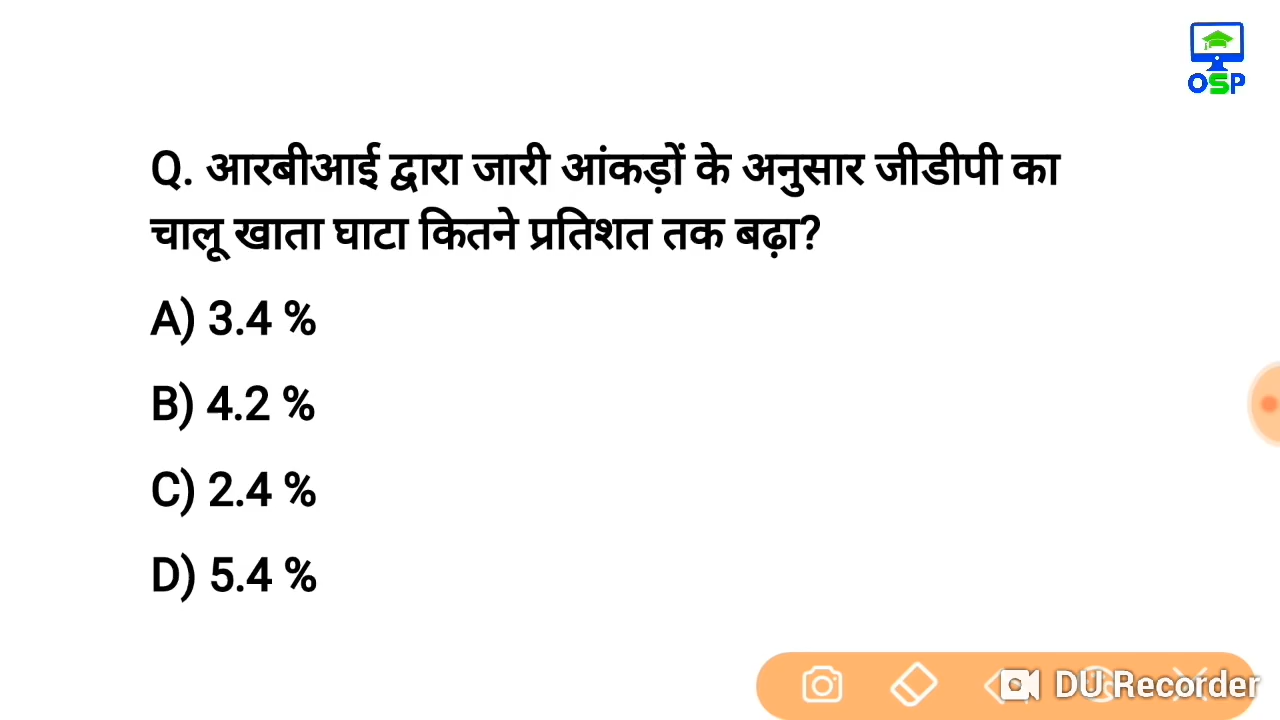 OSP
Q. आरबीआई द्वारा जारी आंकड़ों के अनुसार जीडीपी का
चालू खाता घाटा कितने प्रतिशत तक बढ़ा?
A) 3.4 %
B) 4.2 %
C) 2.4 %
D) 5.4 %
DU Recorder